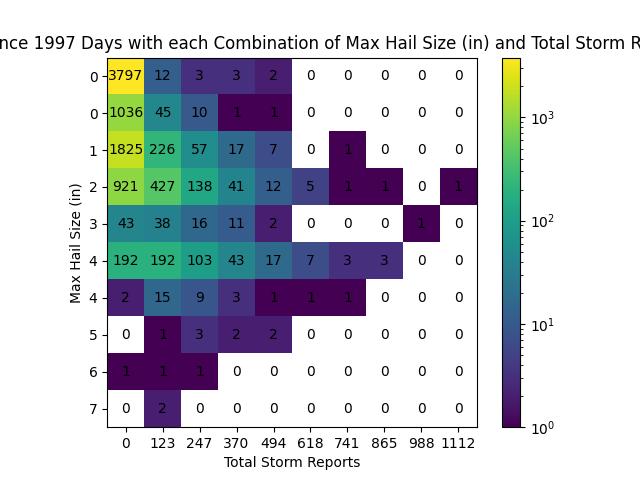 nce 1997 Days with each Combination of Max Hail Size (in) and Total Storm R
0 3797 12 3 3 2 0 0 0 0 0
0 1036 45 10 1 1 0 0 0 0 0
1 1825 226 57 17 7 0 1 0 0 0
2 921 427 138 41 12 5 1 1 0 1
3 43 38 16 11 2 0 0 0 1 0
4 192 192 103 43 17 7 3 3 0 0
4 2 15 9 3 1 1 1 0 0 0
5 0 1 3 2 2 0 0 0 0 0
6 1 1 1 0 0 0 0 0 0 0
7 0 2 0 0 0 0 0 0 0 0
0 123 247 370 494 618 741 865 988 1112
Total Storm Reports
Max Hail Size (in)
10³
10²
10¹
10⁰